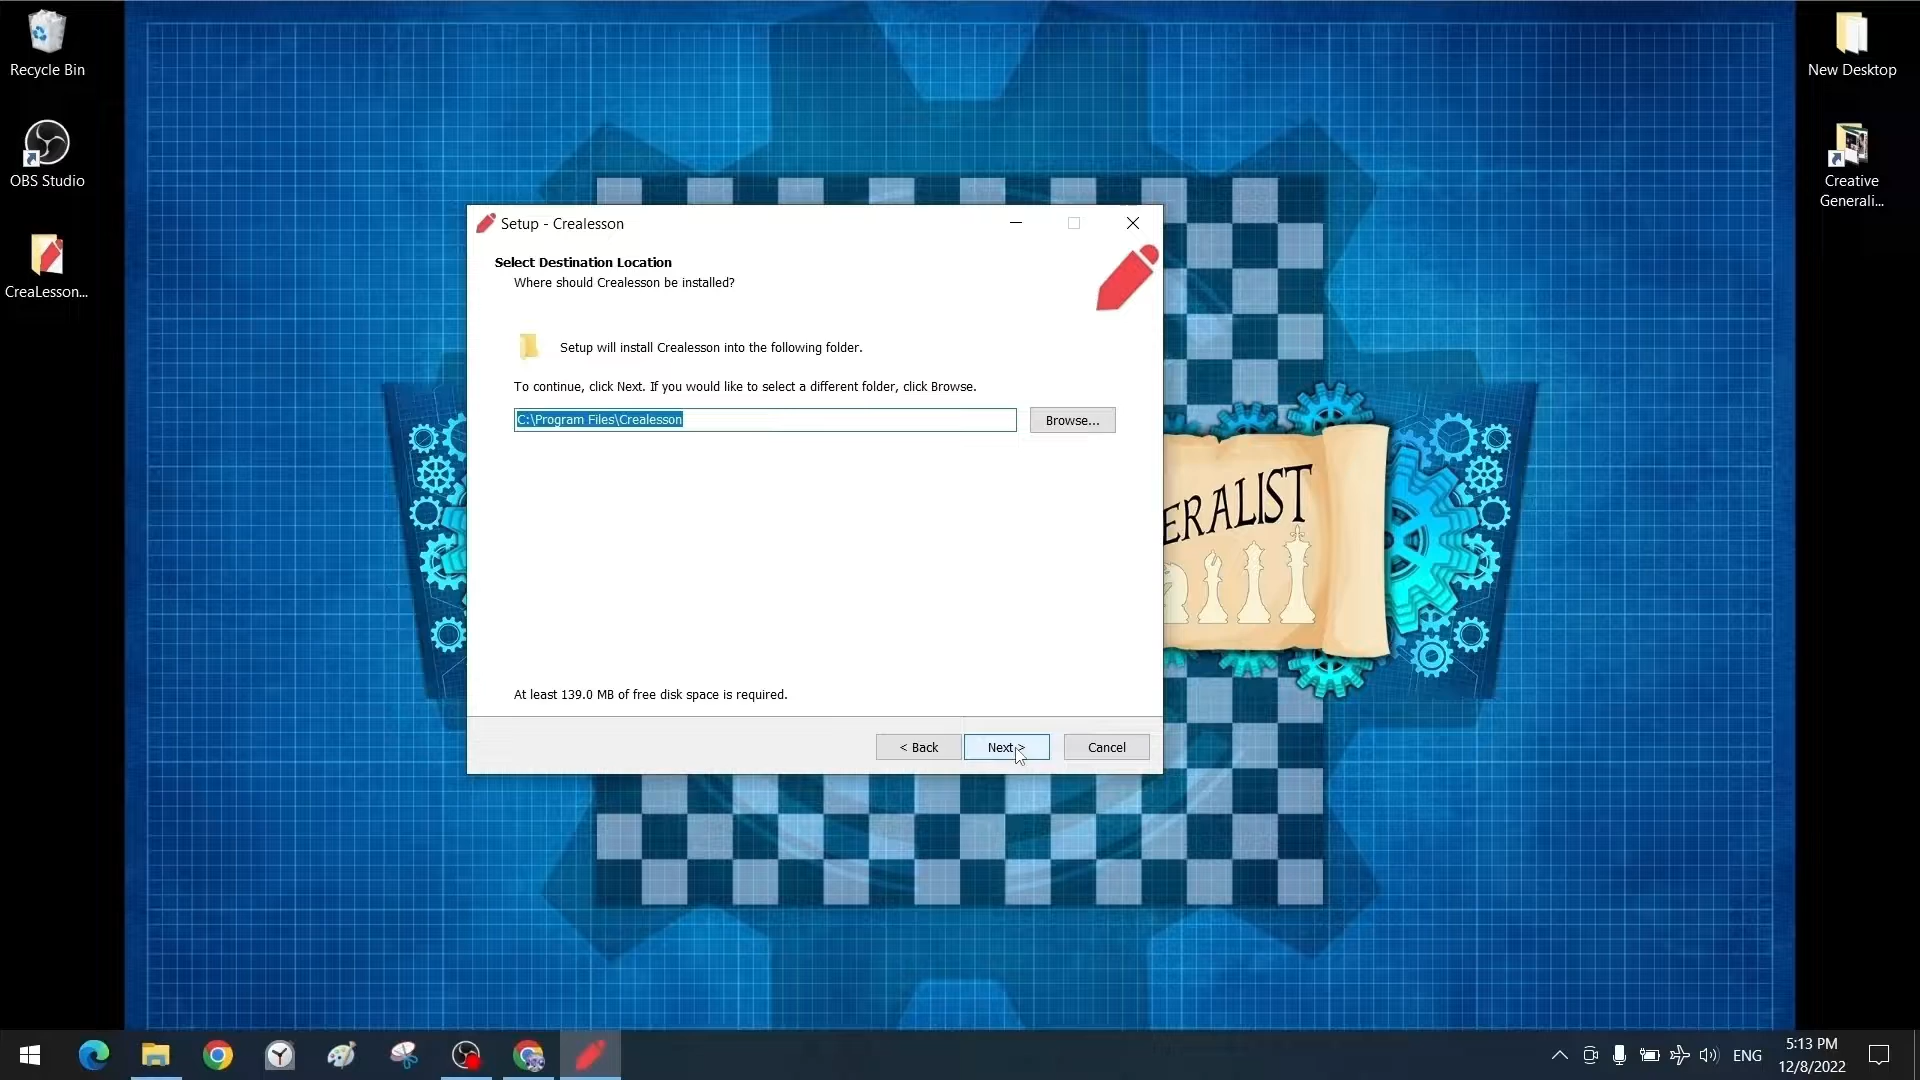 Recycle Bin
OBS Studio
CreaLesson...
New Desktop
Creative
Generali...
Setup - Crealesson
Select Destination Location
Where should Crealesson be installed?
Setup will install Crealesson into the following folder.
To continue, click Next. If you would like to select a different folder, click Browse.
C:\Program Files\Crealesson
Browse...
At least 139.0 MB of free disk space is required.
< Back
Next >
Cancel
ERALIST
ENG
5:13 PM
12/8/2022